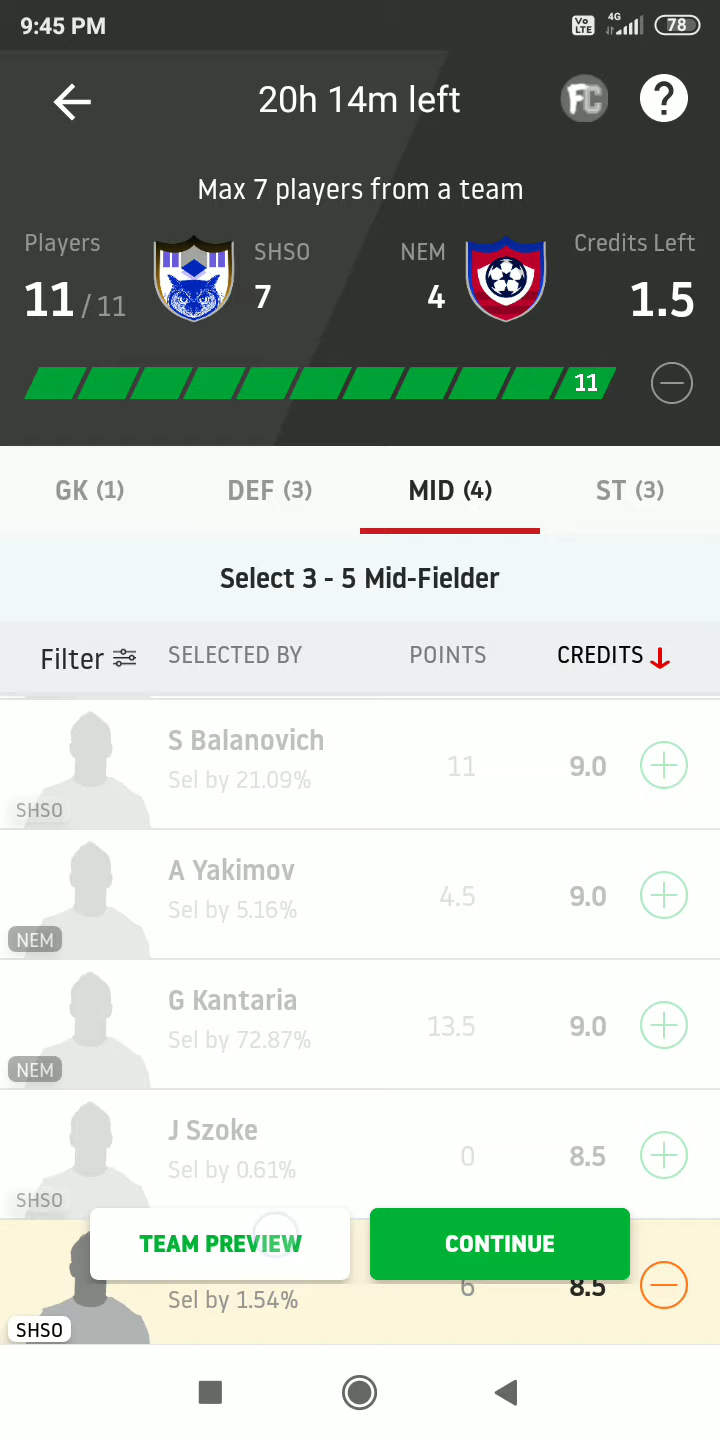 9:45 PM
Vo LTE 4G 78
20h 14m left
FC ?
Max 7 players from a team
Players
SHSO
NEM
Credits Left
11 / 11
7
4
1.5
11
GK (1) DEF (3) MID (4) ST (3)
Select 3 - 5 Mid-Fielder
Filter SELECTED BY POINTS CREDITS
S Balanovich
Sel by 21.09%
11 9.0
SHSO
A Yakimov
Sel by 5.16%
4.5 9.0
NEM
G Kantaria
Sel by 72.87%
13.5 9.0
NEM
J Szoke
Sel by 0.61%
0 8.5
SHSO
TEAM PREVIEW
CONTINUE
Sel by 1.54%
6 8.5
SHSO